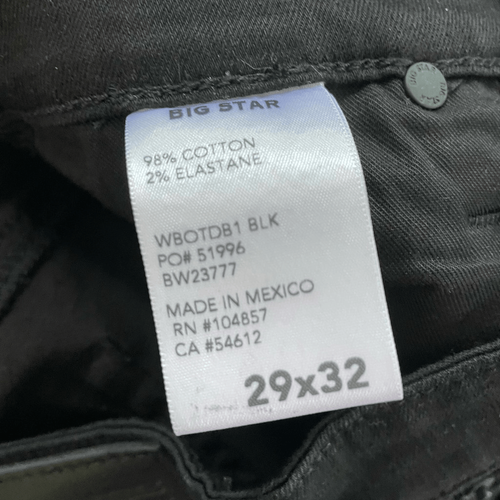 BIG STAR
98% COTTON
2% ELASTANE
WBOTDB1 BLK
PO# 51996
BW23777
MADE IN MEXICO
RN #104857
CA #54612
29x32